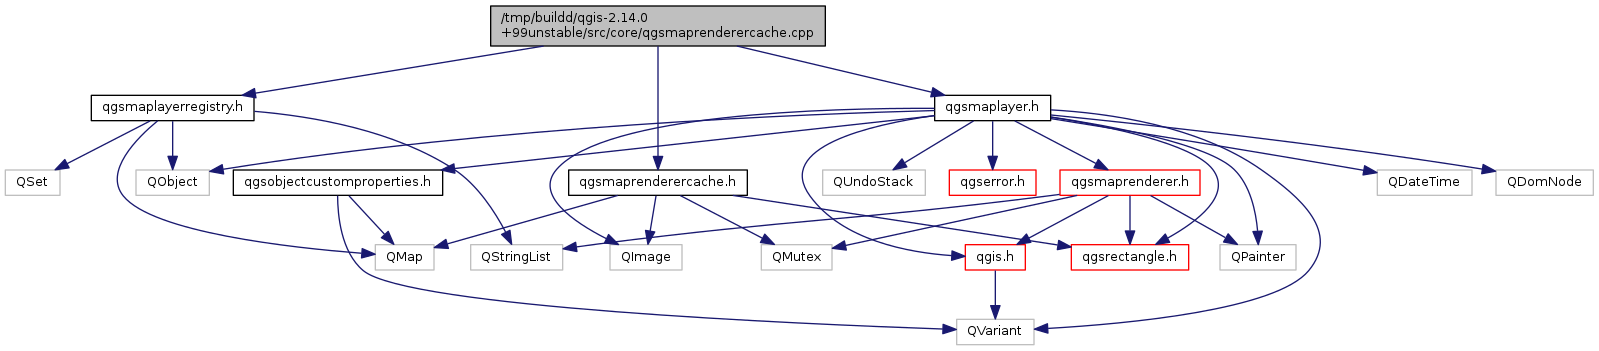 /tmp/buildd/qgis-2.14.0
+99unstable/src/core/qgsmaprenderercache.cpp
qgsmaplayerregistry.h
qgsmaplayer.h
QSet
QObject
qgsobjectcustomproperties.h
qgsmaprenderercache.h
QUndoStack
qgserror.h
qgsmaprenderer.h
QDateTime
QDomNode
QMap
QStringList
QImage
QMutex
qgis.h
qgsrectangle.h
QPainter
QVariant